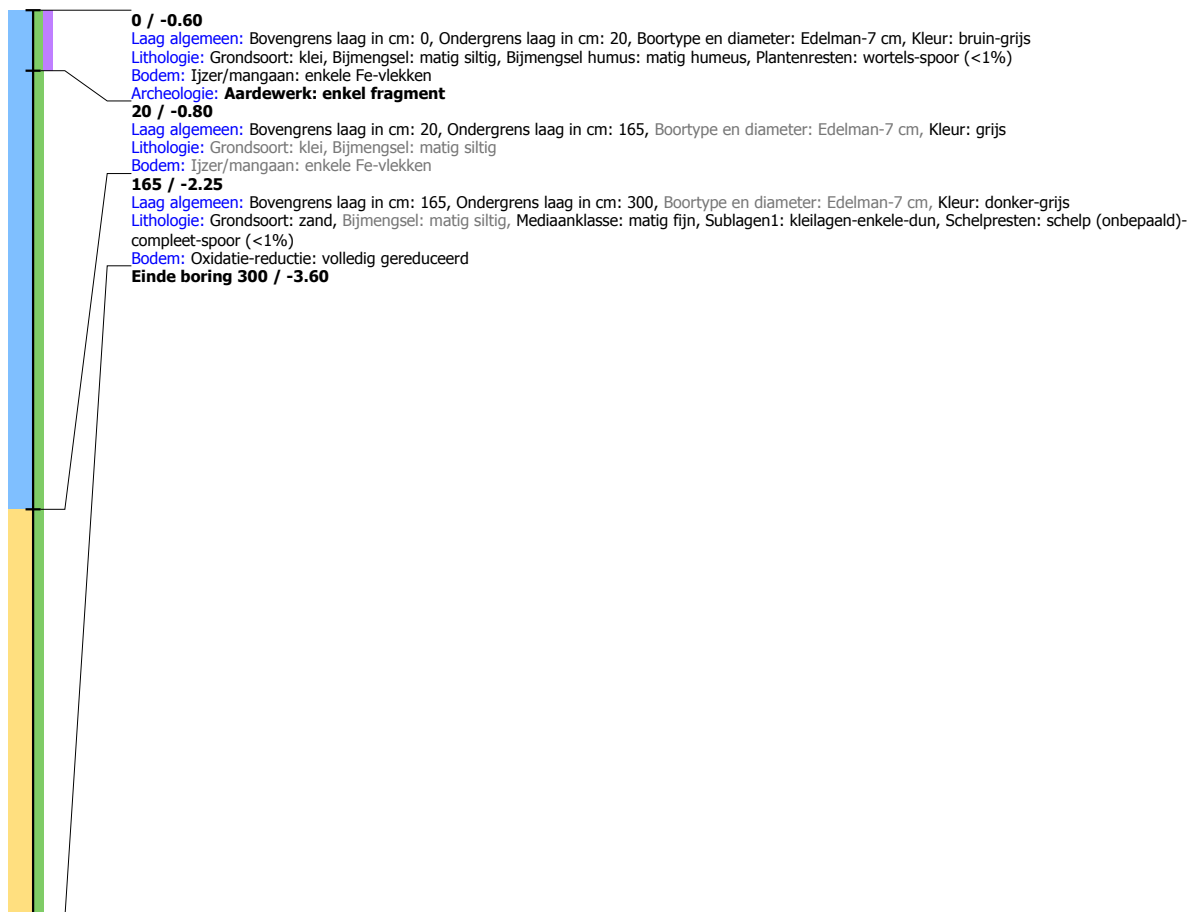 0 / -0.60
Laag algemeen: Bovengrens laag in cm: 0, Ondergrens laag in cm: 20, Boortype en diameter: Edelman-7 cm, Kleur: bruin-grijs
Lithologie: Grondsoort: klei, Bijmengsel: matig siltig, Bijmengsel humus: matig humeus, Plantenresten: wortels-spoor (<1%)
Bodem: Ijzer/mangaan: enkele Fe-vlekken
Archeologie: Aardewerk: enkel fragment
20 / -0.80
Laag algemeen: Bovengrens laag in cm: 20, Ondergrens laag in cm: 165, Boortype en diameter: Edelman-7 cm, Kleur: grijs
Lithologie: Grondsoort: klei, Bijmengsel: matig siltig
Bodem: Ijzer/mangaan: enkele Fe-vlekken
165 / -2.25
Laag algemeen: Bovengrens laag in cm: 165, Ondergrens laag in cm: 300, Boortype en diameter: Edelman-7 cm, Kleur: donker-grijs
Lithologie: Grondsoort: zand, Bijmengsel: matig siltig, Mediaanklasse: matig fijn, Sublagen1: kleilagen-enkele-dun, Schelpresten: schelp (onbepaald)-
compleet-spoor (<1%)
Bodem: Oxidatie-reductie: volledig gereduceerd
Einde boring 300 / -3.60